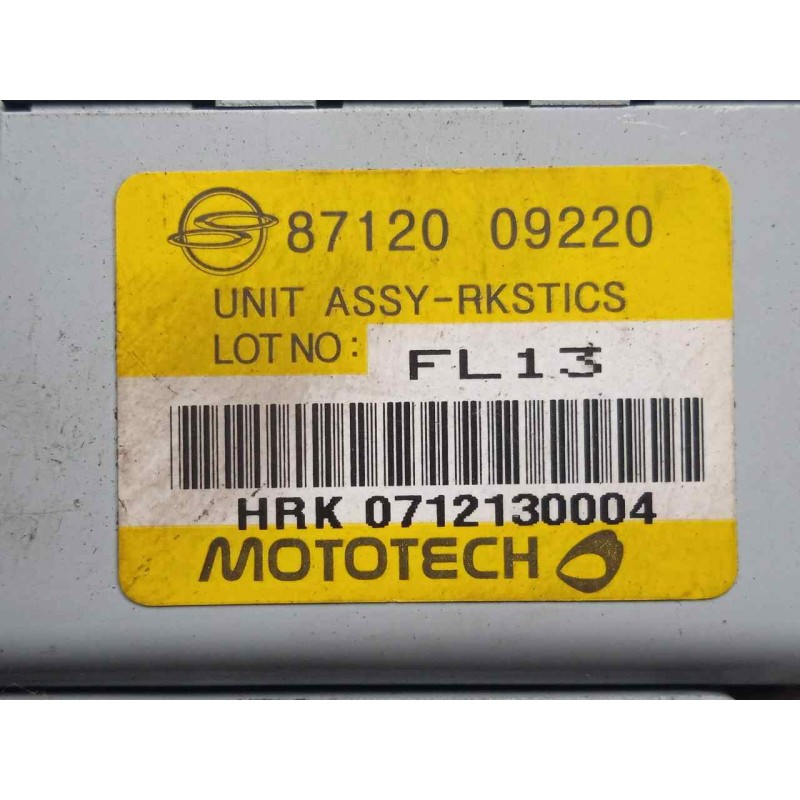 87120 09220
UNIT ASSY-RKSTICS
LOT NO: FL13
HRK 0712130004
MOTOTECH